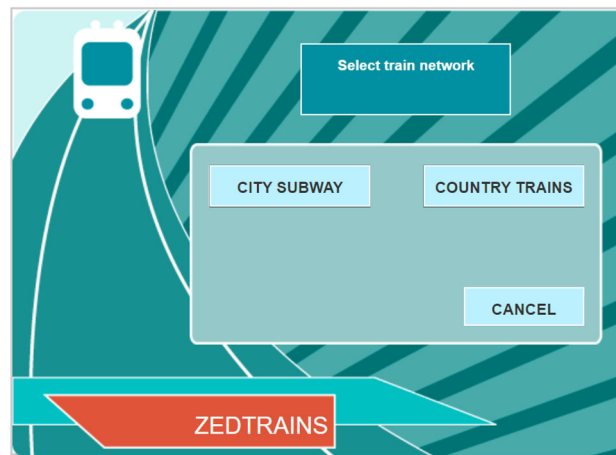 Select train network
CITY SUBWAY
COUNTRY TRAINS
CANCEL
ZEDTRAINS